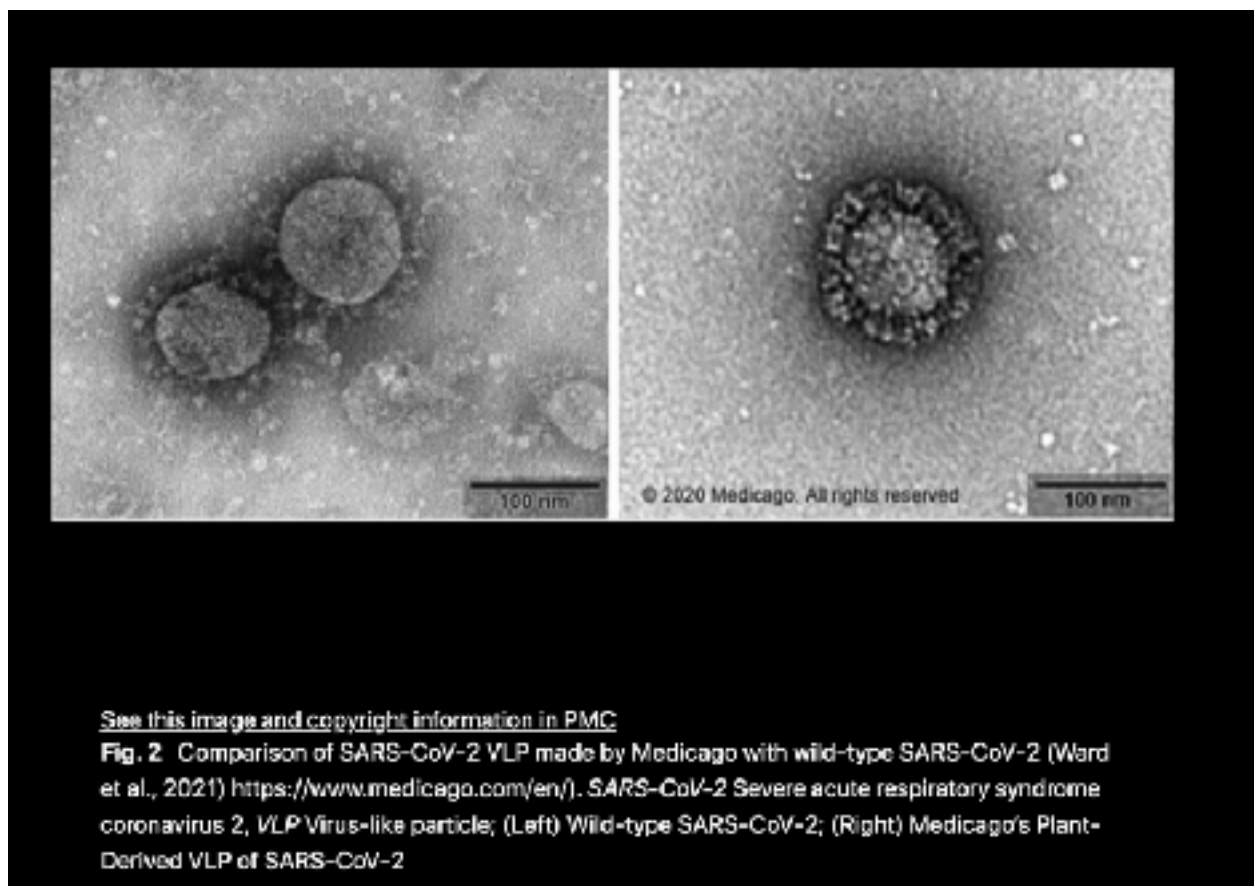 100 nm
© 2020 Medicago. All rights reserved
100 nm
See this image and copyright information in PMC
Fig. 2 Comparison of SARS-CoV-2 VLP made by Medicago with wild-type SARS-CoV-2 (Ward
et al., 2021) https://www.medicago.com/en/). SARS-CoV-2 Severe acute respiratory syndrome
coronavirus 2, VLP Virus-like particle; (Left) Wild-type SARS-CoV-2; (Right) Medicago's Plant-
Derived VLP of SARS-CoV-2